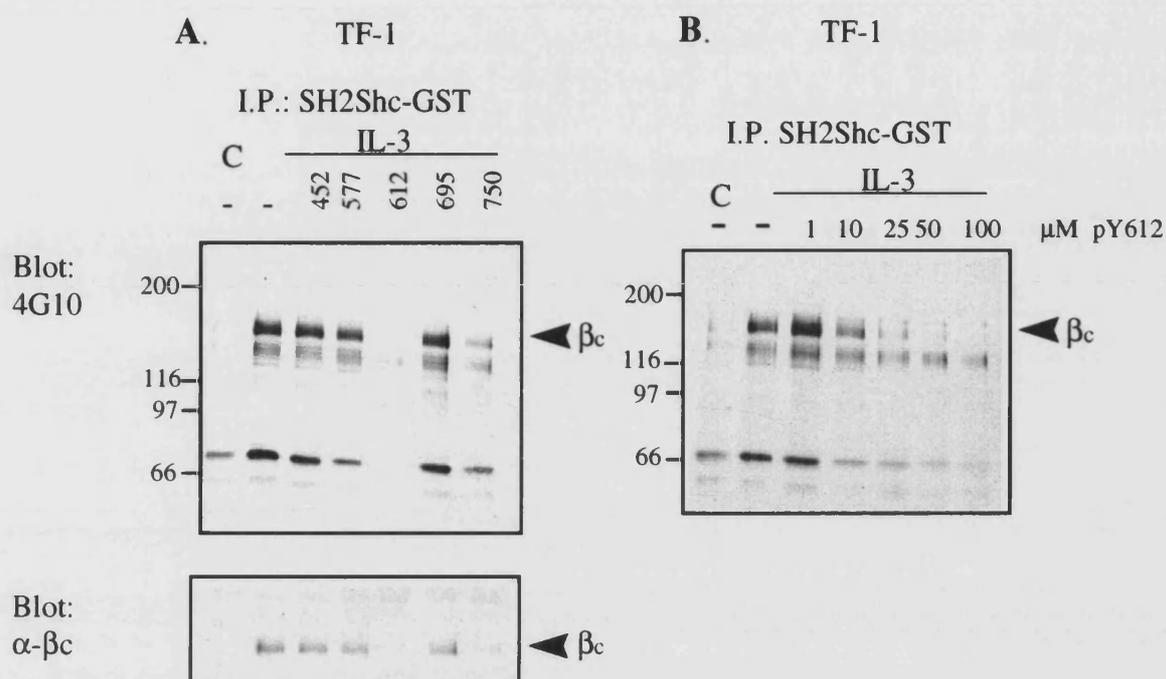 A.
TF-1
I.P.: SH2Shc-GST
IL-3
C
- - 452 577 612 695 750
Blot:
4G10
200
116
97
66
βc
Blot:
α-βc
βc
B.
TF-1
I.P. SH2Shc-GST
IL-3
C
- - 1 10 25 50 100 μM pY612
200
116
97
66
βc